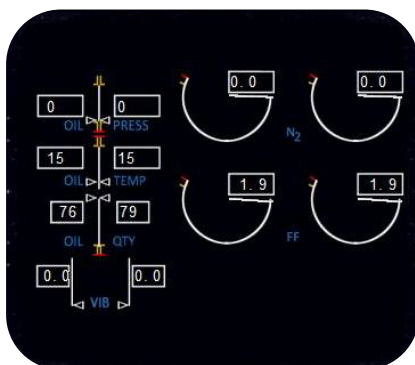 0 0 0.0 0.0
OIL PRESS
N2
15 15
OIL TEMP
1.9 1.9
76 79
OIL QTY
FF
0.0 0.0
VIB